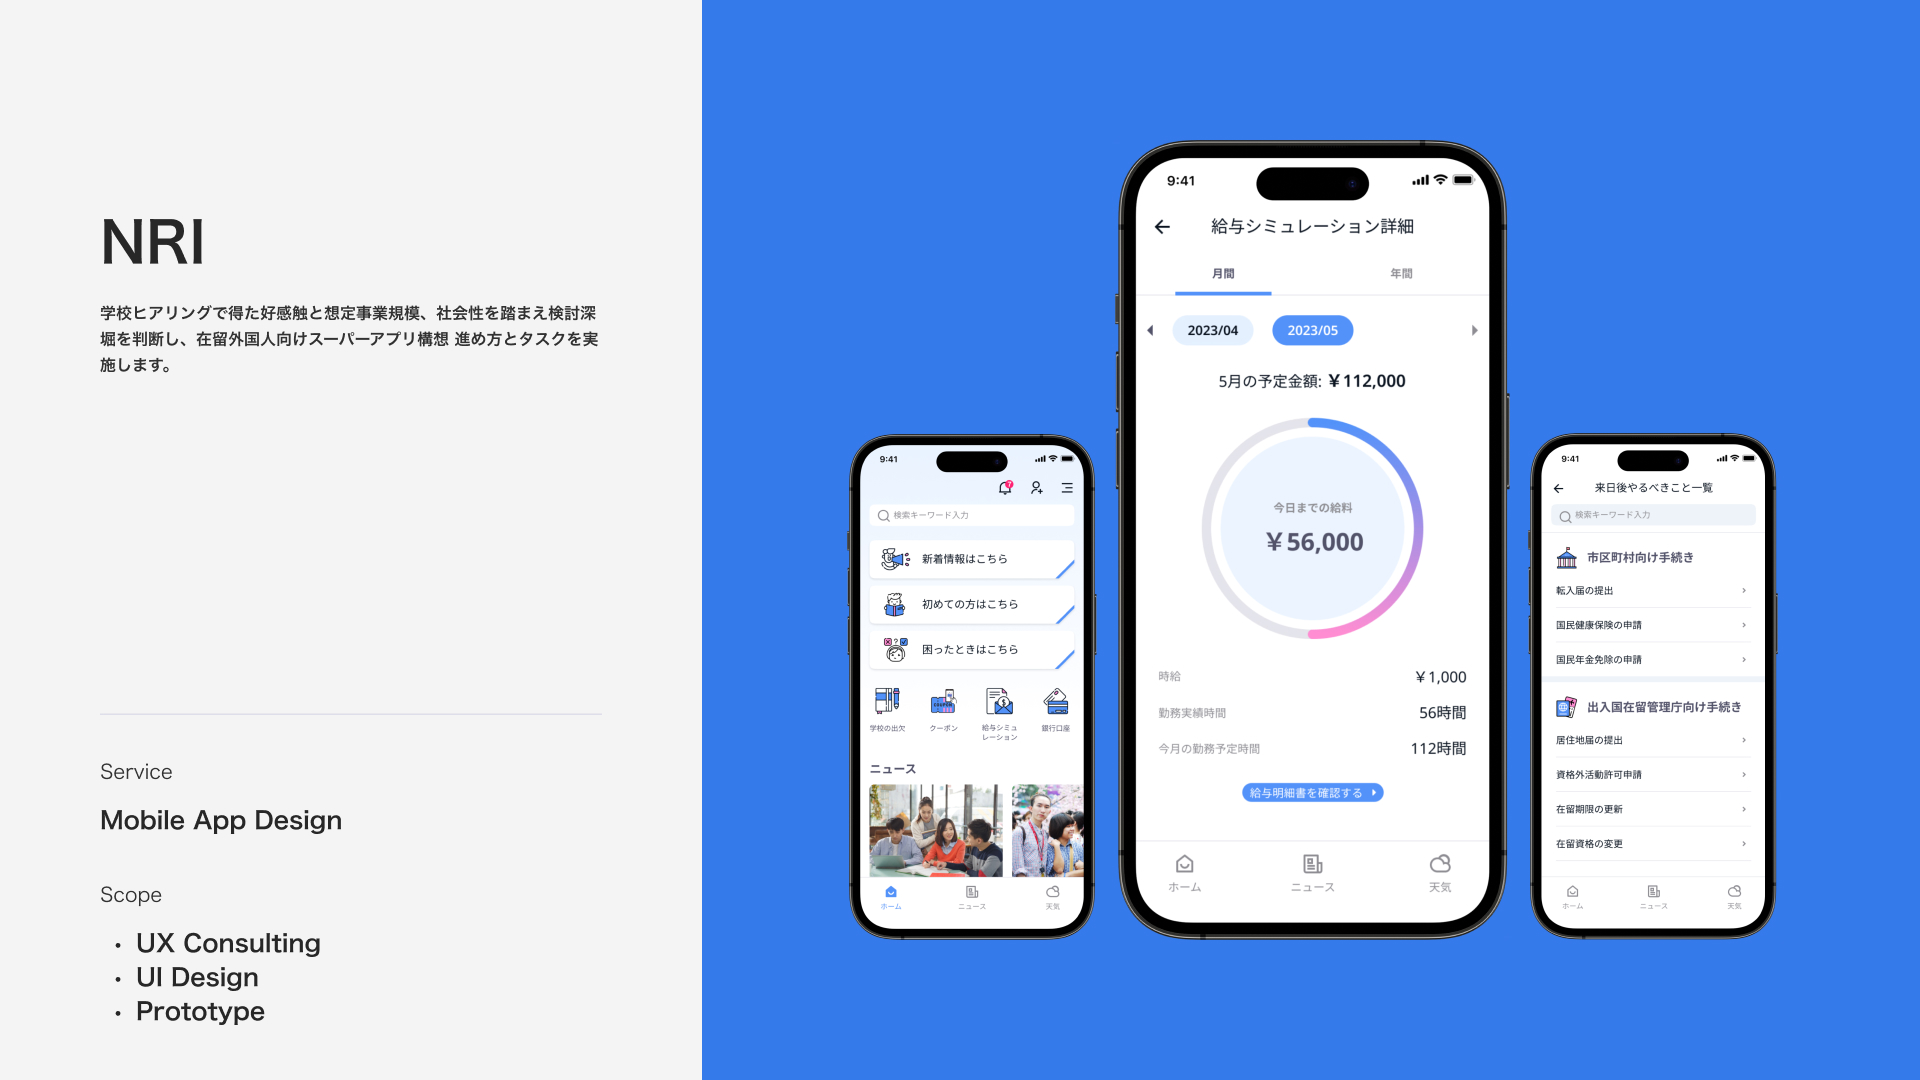 NRI
学校ヒアリングで得た好感触と想定事業規模、社会性を踏まえ検討深
堀を判断し、在留外国人向けスーパーアプリ構想 進め方とタスクを実
施します。
Service
Mobile App Design
Scope
• UX Consulting
• UI Design
• Prototype
9:41
7
検索キーワード入力
新着情報はこちら
初めての方はこちら
困ったときはこちら
COUPON
学校の出欠
クーポン
給与シミュ
レーション
銀行口座
ニュース
ホーム
ニュース
天気
9:41
給与シミュレーション詳細
月間
年間
2023/04
2023/05
5月の予定金額: ¥112,000
今日までの給料
¥56,000
時給
¥1,000
勤務実績時間
56時間
今月の勤務予定時間
112時間
給与明細書を確認する
ホーム
ニュース
天気
9:41
来日後やるべきこと一覧
検索キーワード入力
市区町村向け手続き
転入届の提出
国民健康保険の申請
国民年金免除の申請
出入国在留管理庁向け手続き
居住地届の提出
資格外活動許可申請
在留期限の更新
在留資格の変更
ホーム
ニュース
天気